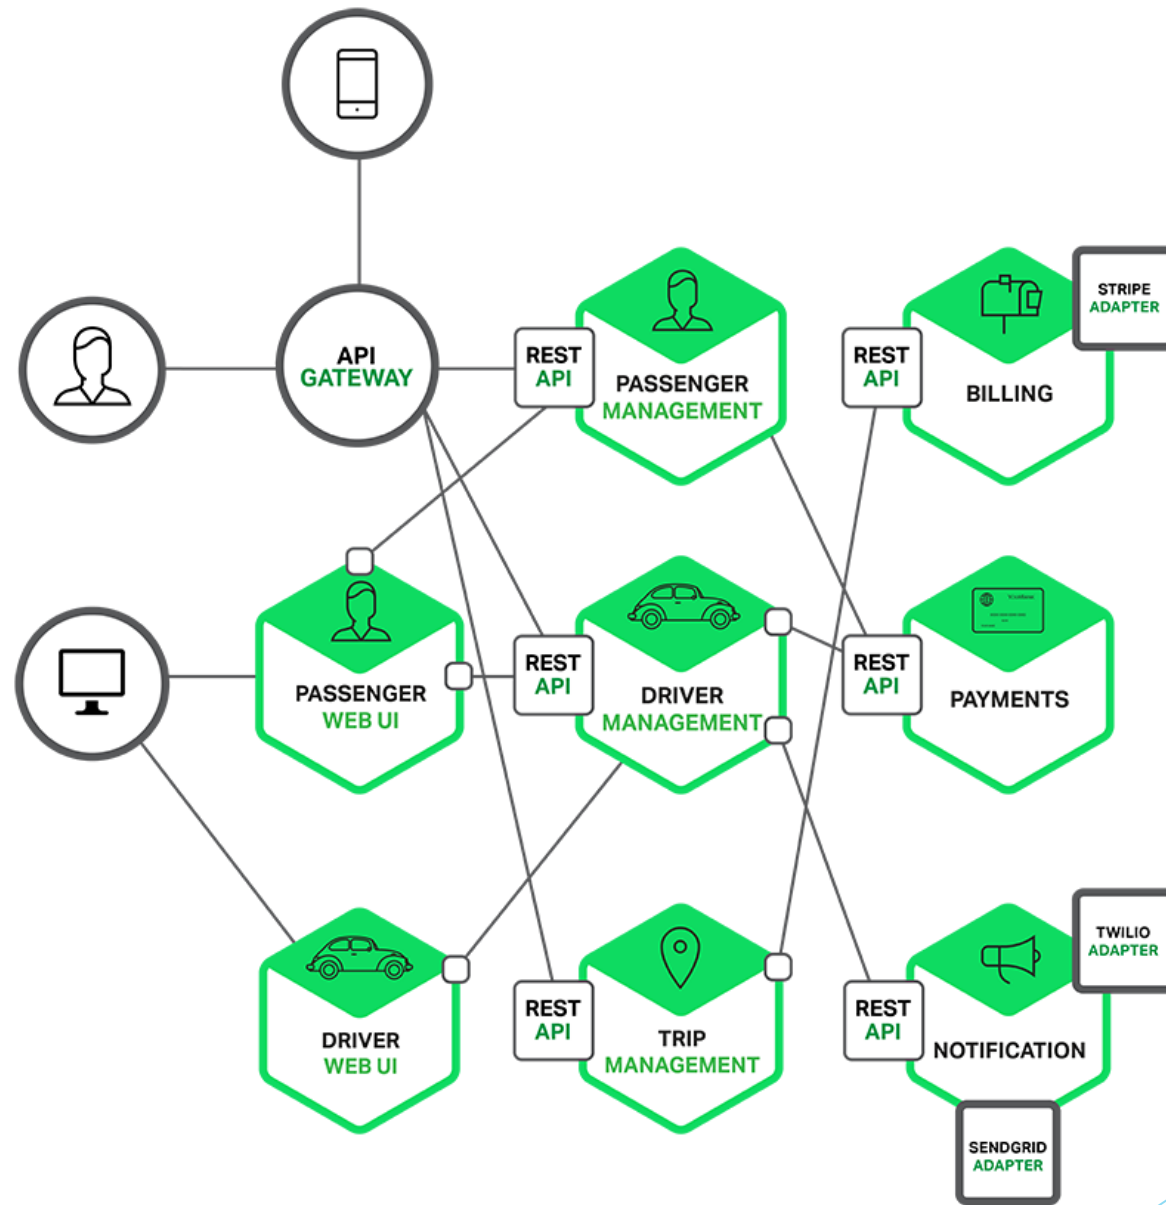 API
GATEWAY
REST
API
PASSENGER
MANAGEMENT
REST
API
BILLING
STRIPE
ADAPTER
PASSENGER
WEB UI
REST
API
DRIVER
MANAGEMENT
REST
API
PAYMENTS
DRIVER
WEB UI
REST
API
TRIP
MANAGEMENT
REST
API
NOTIFICATION
TWILIO
ADAPTER
SENDGRID
ADAPTER